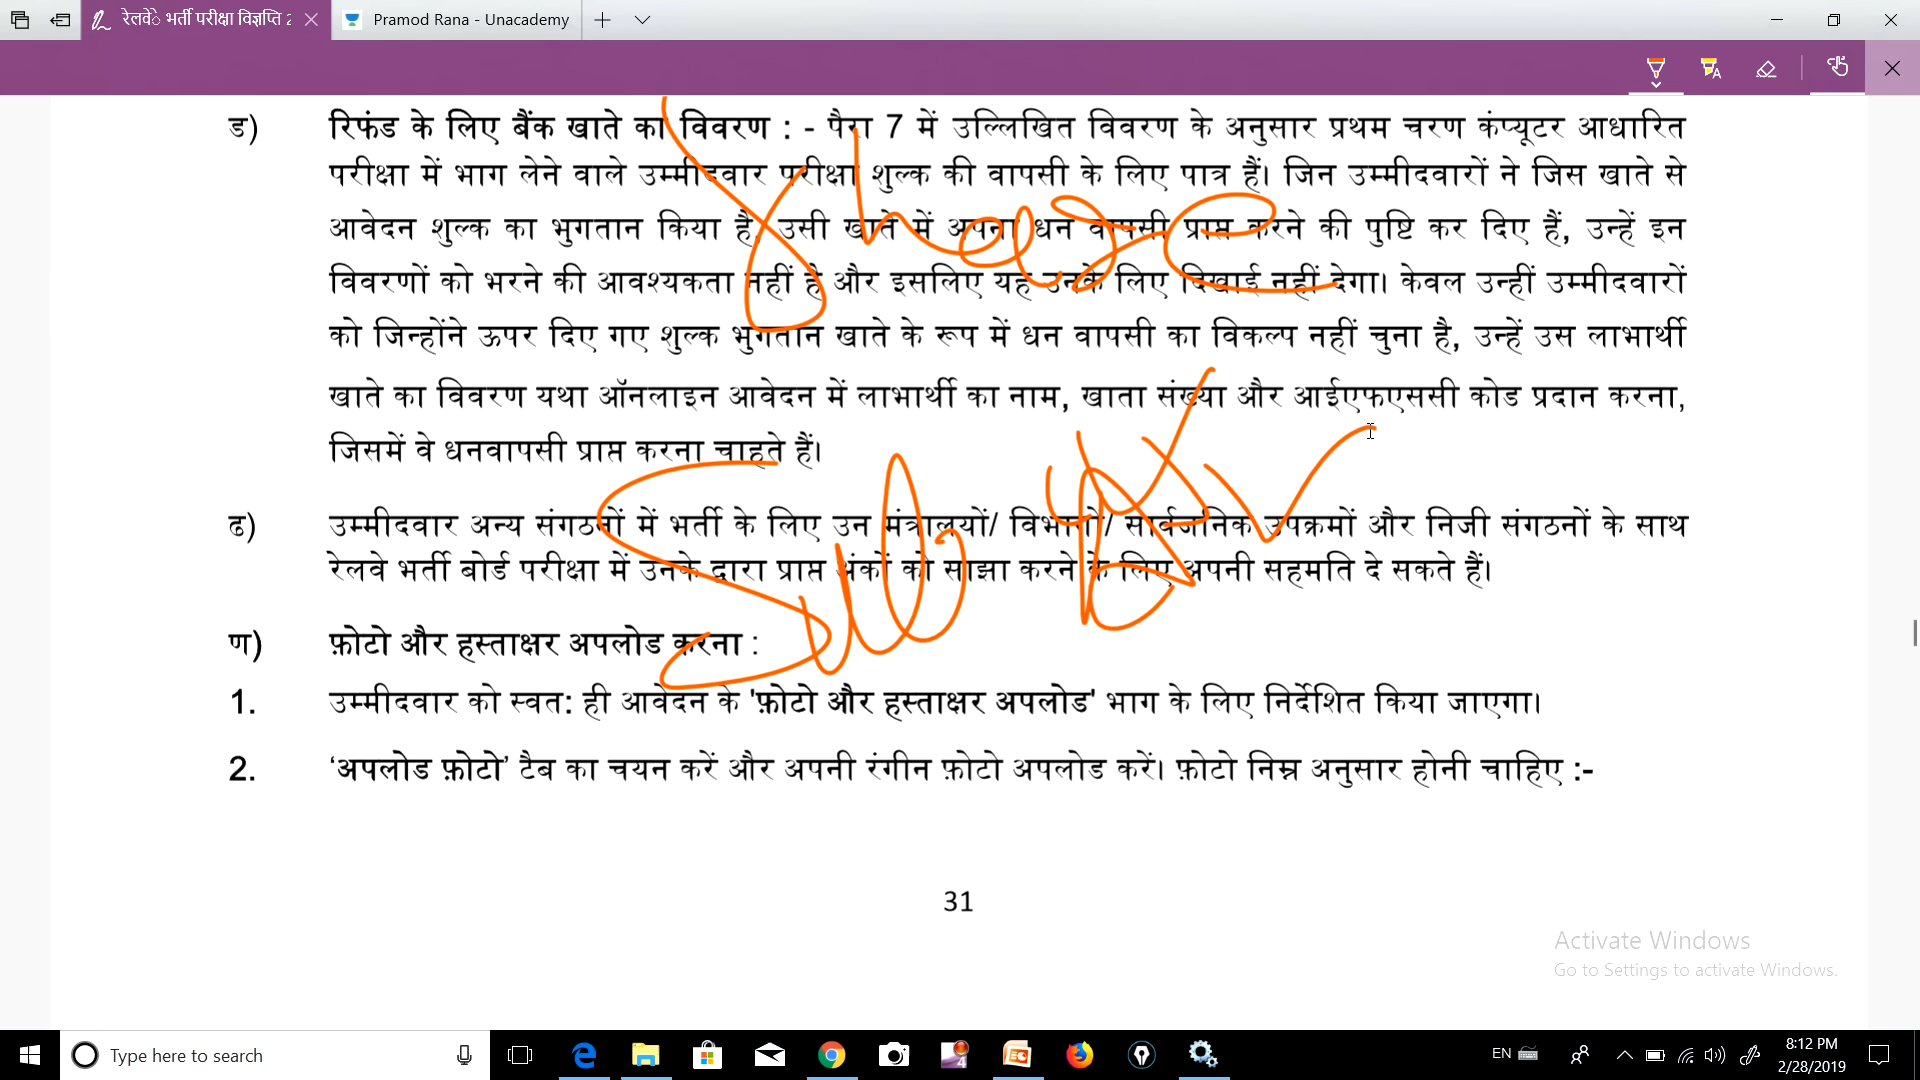 रेलवेे भर्ती परीक्षा विज्ञप्ति 2
Pramod Rana - Unacademy
ड) रिफंड के लिए बैंक खाते का विवरण : - पैरा 7 में उल्लिखित विवरण के अनुसार प्रथम चरण कंप्यूटर आधारित
परीक्षा में भाग लेने वाले उम्मीदवार परीक्षा शुल्क की वापसी के लिए पात्र हैं। जिन उम्मीदवारों ने जिस खाते से
आवेदन शुल्क का भुगतान किया है, उसी खाते में अपना धन वापसी प्राप्त करने की पुष्टि कर दिए हैं, उन्हें इन
विवरणों को भरने की आवश्यकता नहीं है और इसलिए यह उनके लिए दिखाई नहीं देगा। केवल उन्हीं उम्मीदवारों
को जिन्होंने ऊपर दिए गए शुल्क भुगतान खाते के रूप में धन वापसी का विकल्प नहीं चुना है, उन्हें उस लाभार्थी
खाते का विवरण यथा ऑनलाइन आवेदन में लाभार्थी का नाम, खाता संख्या और आईएफएससी कोड प्रदान करना,
जिसमें वे धनवापसी प्राप्त करना चाहते हैं।
Share
ढ) उम्मीदवार अन्य संगठनों में भर्ती के लिए उन मंत्रालयों/ विभागों/ सार्वजनिक उपक्रमों और निजी संगठनों के साथ
रेलवे भर्ती बोर्ड परीक्षा में उनके द्वारा प्राप्त अंकों को साझा करने के लिए अपनी सहमति दे सकते हैं।
ण) फ़ोटो और हस्ताक्षर अपलोड करना :
1. उम्मीदवार को स्वत: ही आवेदन के 'फ़ोटो और हस्ताक्षर अपलोड' भाग के लिए निर्देशित किया जाएगा।
2. ‘अपलोड फ़ोटो’ टैब का चयन करें और अपनी रंगीन फ़ोटो अपलोड करें। फ़ोटो निम्न अनुसार होनी चाहिए :-
31
Activate Windows
Go to Settings to activate Windows.
Type here to search
EN
8:12 PM
2/28/2019